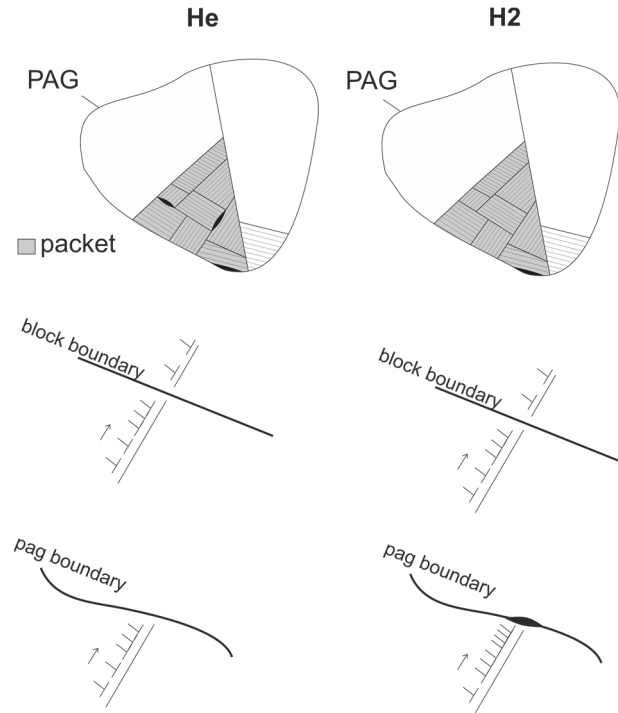 He
H2
PAG
PAG
packet
block boundary
block boundary
pag boundary
pag boundary